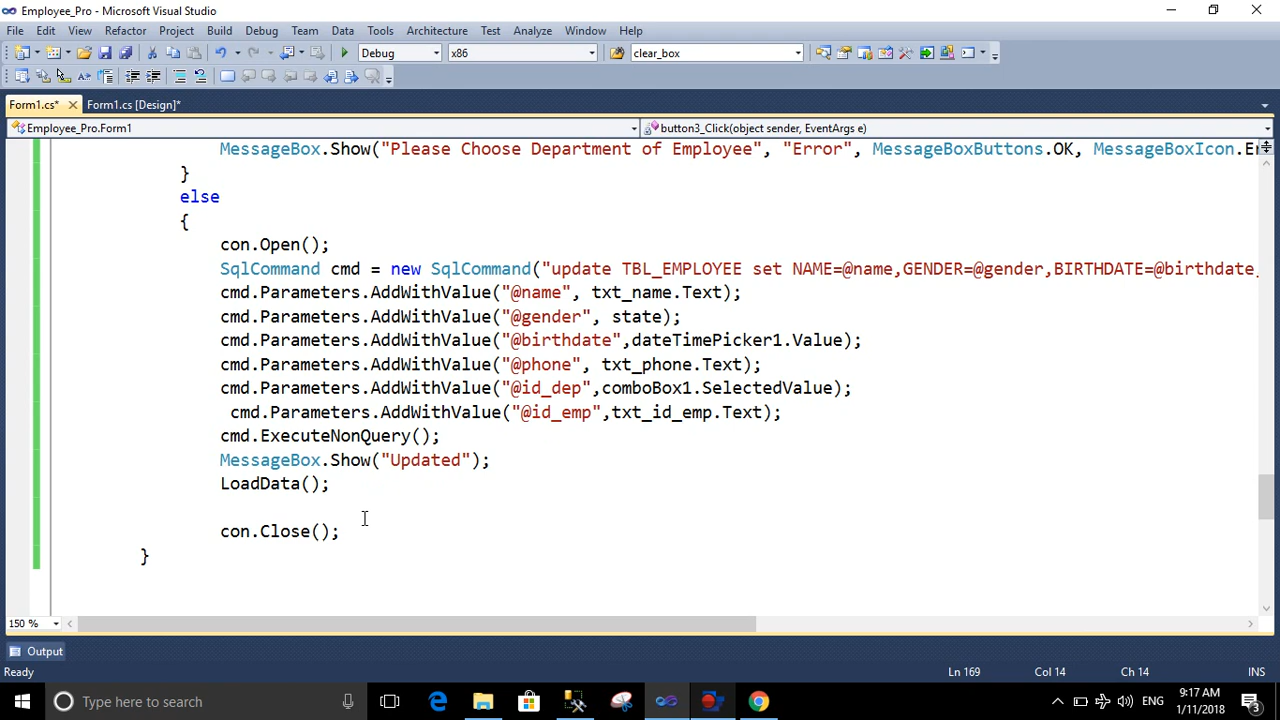 Employee_Pro - Microsoft Visual Studio
File Edit View Refactor Project Build Debug Team Data Tools Architecture Test Analyze Window Help
Debug x86 clear_box
Form1.cs* Form1.cs [Design]*
Employee_Pro.Form1 button3_Click(object sender, EventArgs e)
MessageBox.Show("Please Choose Department of Employee", "Error", MessageBoxButtons.OK, MessageBoxIcon.Er
}
else
{
con.Open();
SqlCommand cmd = new SqlCommand("update TBL_EMPLOYEE set NAME=@name,GENDER=@gender,BIRTHDATE=@birthdate,
cmd.Parameters.AddWithValue("@name", txt_name.Text);
cmd.Parameters.AddWithValue("@gender", state);
cmd.Parameters.AddWithValue("@birthdate",dateTimePicker1.Value);
cmd.Parameters.AddWithValue("@phone", txt_phone.Text);
cmd.Parameters.AddWithValue("@id_dep",comboBox1.SelectedValue);
cmd.Parameters.AddWithValue("@id_emp",txt_id_emp.Text);
cmd.ExecuteNonQuery();
MessageBox.Show("Updated");
LoadData();
con.Close();
}
150 %
Output
Ready Ln 169 Col 14 Ch 14 INS
Type here to search ENG 9:17 AM
1/11/2018 3